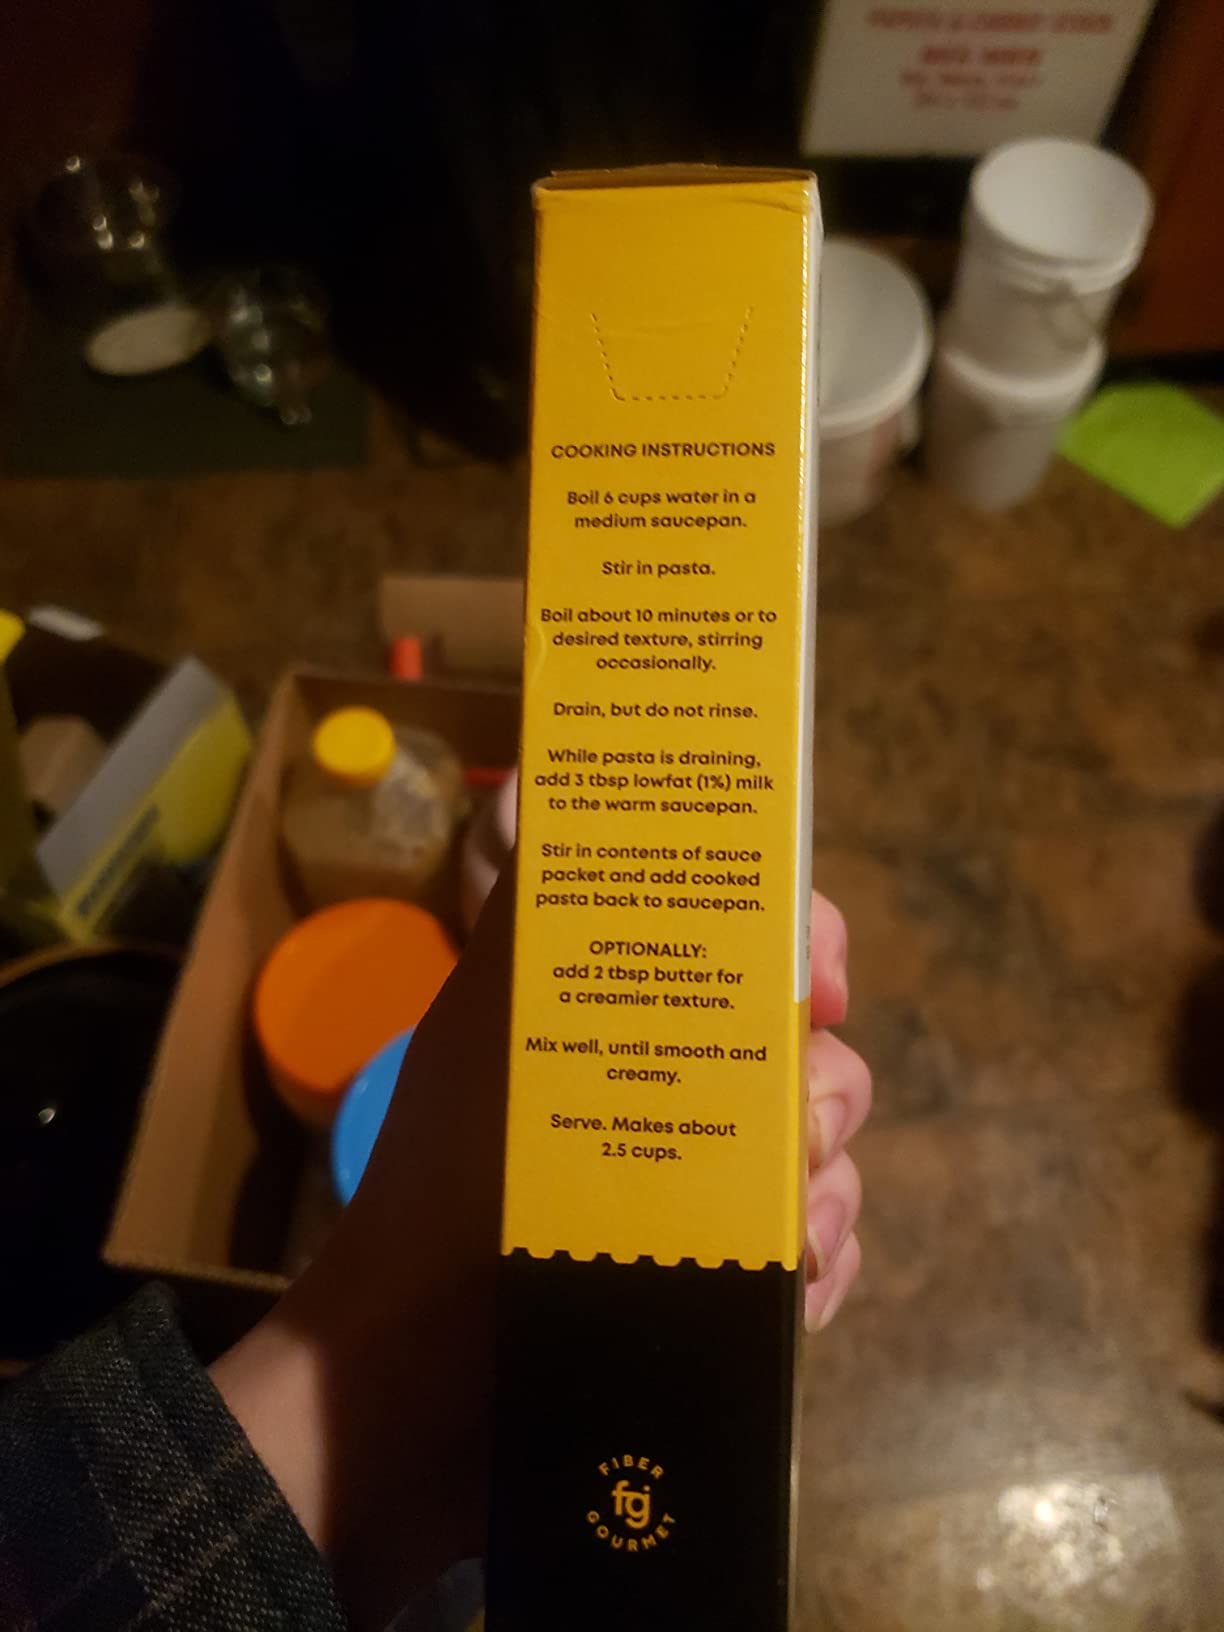 COOKING INSTRUCTIONS
Boil 6 cups water in a
medium saucepan.
Stir in pasta.
Boil about 10 minutes or to
desired texture, stirring
occasionally.
Drain, but do not rinse.
While pasta is draining,
add 3 tbsp lowfat (1%) milk
to the warm saucepan.
Stir in contents of sauce
packet and add cooked
pasta back to saucepan.
OPTIONALLY:
add 2 tbsp butter for
a creamier texture.
Mix well, until smooth and
creamy.
Serve. Makes about
2.5 cups.
FIBER
fg
GOURMET